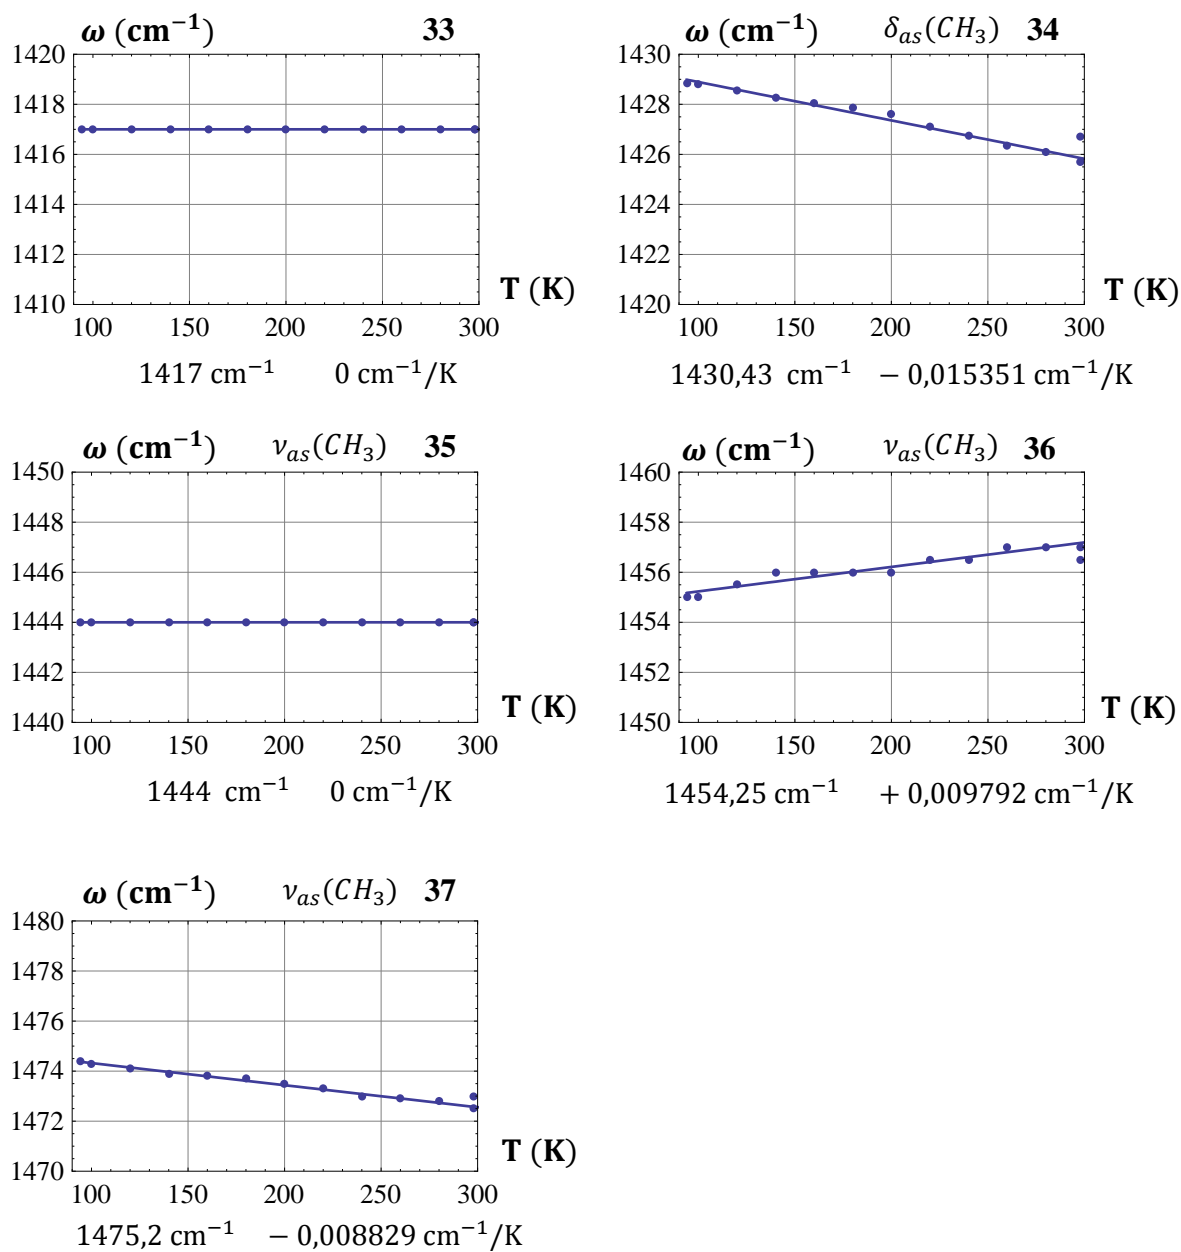 ω (cm⁻¹) 33
1420
1418
1416
1414
1412
1410
100 150 200 250 300
T (K)
1417 cm⁻¹ 0 cm⁻¹/K
ω (cm⁻¹) δas(CH₃) 34
1430
1428
1426
1424
1422
1420
100 150 200 250 300
T (K)
1430,43 cm⁻¹ − 0,015351 cm⁻¹/K
ω (cm⁻¹) νas(CH₃) 35
1450
1448
1446
1444
1442
1440
100 150 200 250 300
T (K)
1444 cm⁻¹ 0 cm⁻¹/K
ω (cm⁻¹) νas(CH₃) 36
1460
1458
1456
1454
1452
1450
100 150 200 250 300
T (K)
1454,25 cm⁻¹ + 0,009792 cm⁻¹/K
ω (cm⁻¹) νas(CH₃) 37
1480
1478
1476
1474
1472
1470
100 150 200 250 300
T (K)
1475,2 cm⁻¹ − 0,008829 cm⁻¹/K